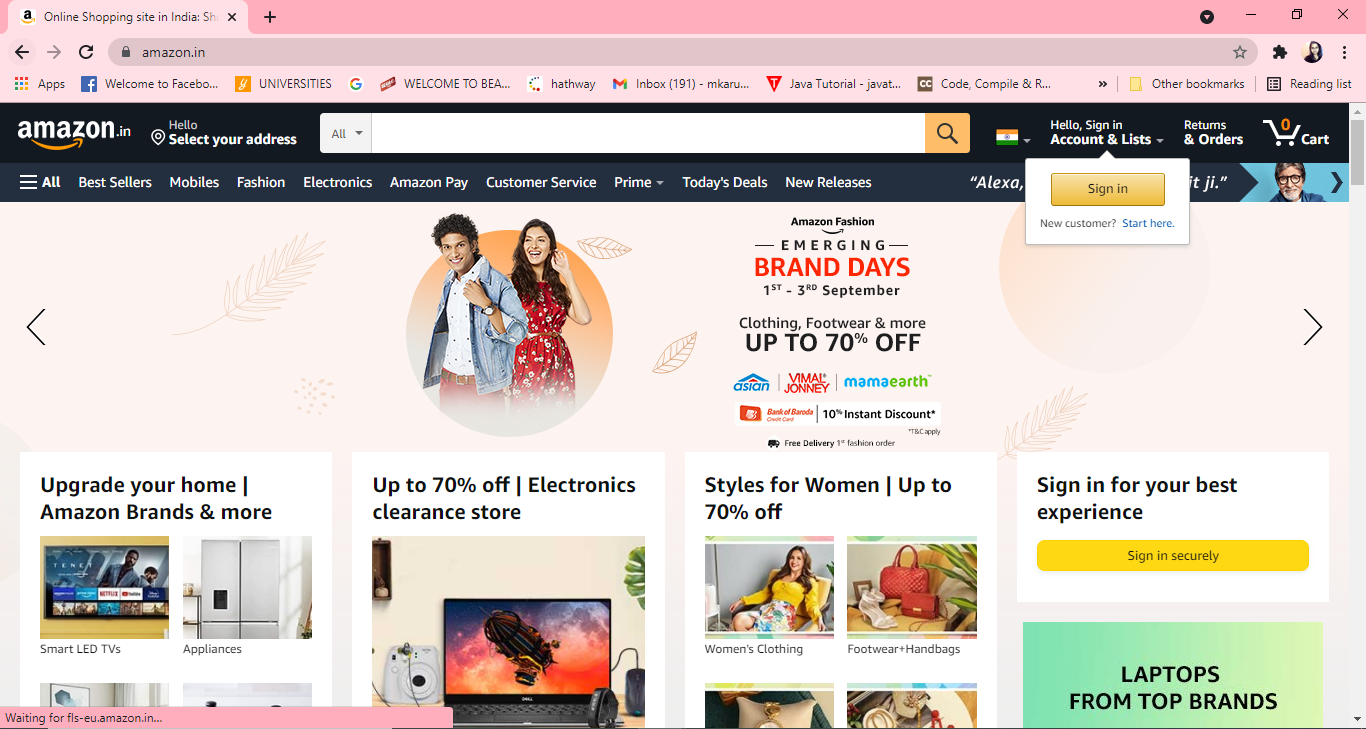 Online Shopping site in India: Sh
amazon.in
Apps
Welcome to Facebo...
UNIVERSITIES
WELCOME TO BEA...
hathway
Inbox (191) - mkaru...
Java Tutorial - javat...
Code, Compile & R...
»
Other bookmarks
Reading list
amazon.in
Hello
Select your address
All
Hello, Sign in
Account & Lists
Returns
& Orders
0
Cart
All
Best Sellers
Mobiles
Fashion
Electronics
Amazon Pay
Customer Service
Prime
Today's Deals
New Releases
“Alexa,
it ji.”
Sign in
New customer? Start here.
Amazon Fashion
EMERGING
BRAND DAYS
1ST - 3RD September
Clothing, Footwear & more
UP TO 70% OFF
asian
VIMAL JONNEY
mamaearth
Bank of Baroda
Credit Card
10% Instant Discount*
*T&C apply
Free Delivery 1st fashion order
Upgrade your home |
Amazon Brands & more
TENET
NETFLIX
YouTube
Smart LED TVs
Appliances
Up to 70% off | Electronics
clearance store
DELL
Styles for Women | Up to
70% off
Women's Clothing
Footwear+Handbags
Sign in for your best
experience
Sign in securely
LAPTOPS
FROM TOP BRANDS
Waiting for fls-eu.amazon.in...